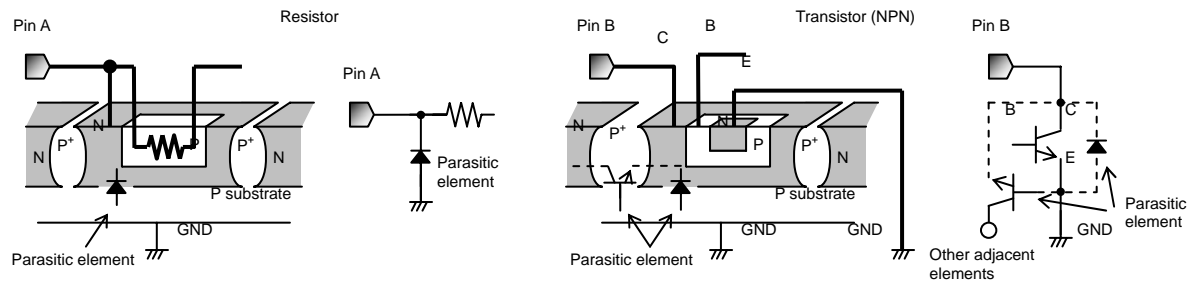 Resistor
Pin A
N
P+
P
P+
N
N
P substrate
GND
Parasitic element
Pin A
Parasitic
element
Transistor (NPN)
Pin B
C
B
E
N
P+
N
N
P
P+
N
P substrate
GND
GND
Parasitic element
Pin B
B
C
E
Parasitic
element
GND
Other adjacent
elements